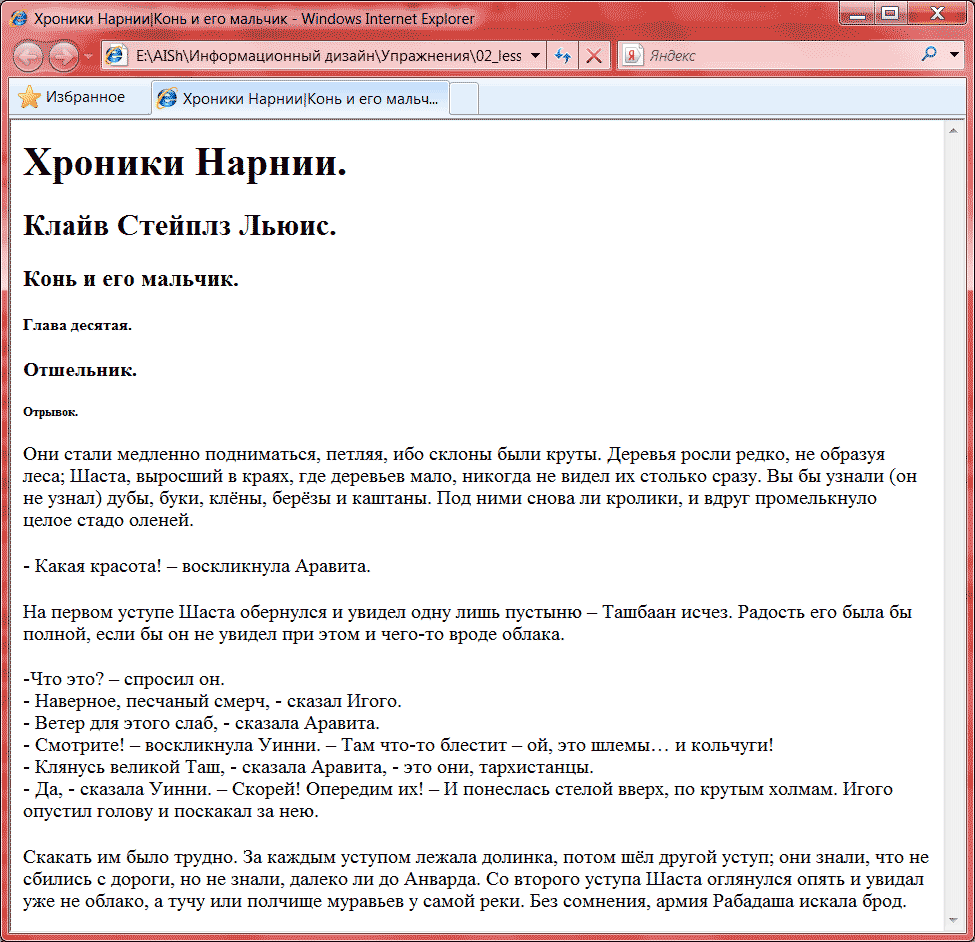 Хроники Нарнии|Конь и его мальчик - Windows Internet Explorer
E:\AISh\Информационный дизайн\Упражнения\02_less
Яндекс
Избранное
Хроники Нарнии|Конь и его мальч...
Хроники Нарнии.
Клайв Стейплз Льюис.
Конь и его мальчик.
Глава десятая.
Отшельник.
Отрывок.
Они стали медленно подниматься, петляя, ибо склоны были круты. Деревья росли редко, не образуя
леса; Шаста, выросший в краях, где деревьев мало, никогда не видел их столько сразу. Вы бы узнали (он
не узнал) дубы, буки, клёны, берёзы и каштаны. Под ними снова ли кролики, и вдруг промелькнуло
целое стадо оленей.
- Какая красота! – воскликнула Аравита.
На первом уступе Шаста обернулся и увидел одну лишь пустыню – Ташбаан исчез. Радость его была бы
полной, если бы он не увидел при этом и чего-то вроде облака.
-Что это? – спросил он.
- Наверное, песчаный смерч, - сказал Игого.
- Ветер для этого слаб, - сказала Аравита.
- Смотрите! – воскликнула Уинни. – Там что-то блестит – ой, это шлемы… и кольчуги!
- Клянусь великой Таш, - сказала Аравита, - это они, тархистанцы.
- Да, - сказала Уинни. – Скорей! Опередим их! – И понеслась стелой вверх, по крутым холмам. Игого
опустил голову и поскакал за нею.
Скакать им было трудно. За каждым уступом лежала долинка, потом шёл другой уступ; они знали, что не
сбились с дороги, но не знали, далеко ли до Анварда. Со второго уступа Шаста оглянулся опять и увидал
уже не облако, а тучу или полчище муравьев у самой реки. Без сомнения, армия Рабадаша искала брод.